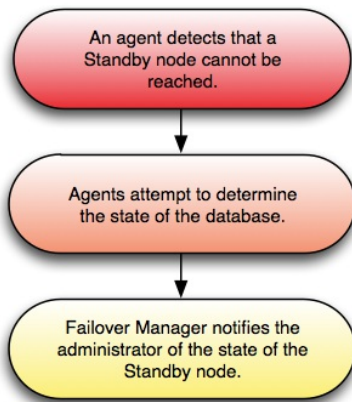 An agent detects that a
Standby node cannot be
reached.
Agents attempt to determine
the state of the database.
Failover Manager notifies the
administrator of the state of the
Standby node.